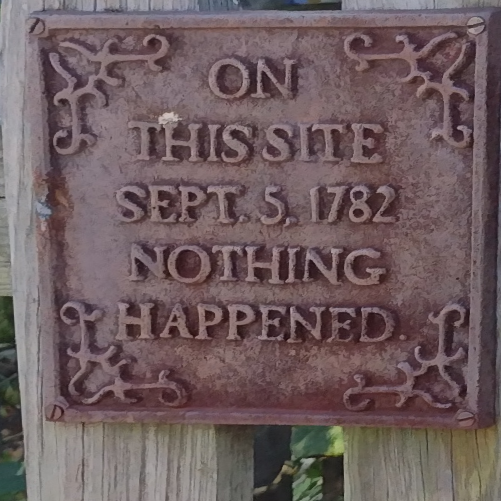 ON
THIS SITE
SEPT. 5, 1782
NOTHING
HAPPENED.